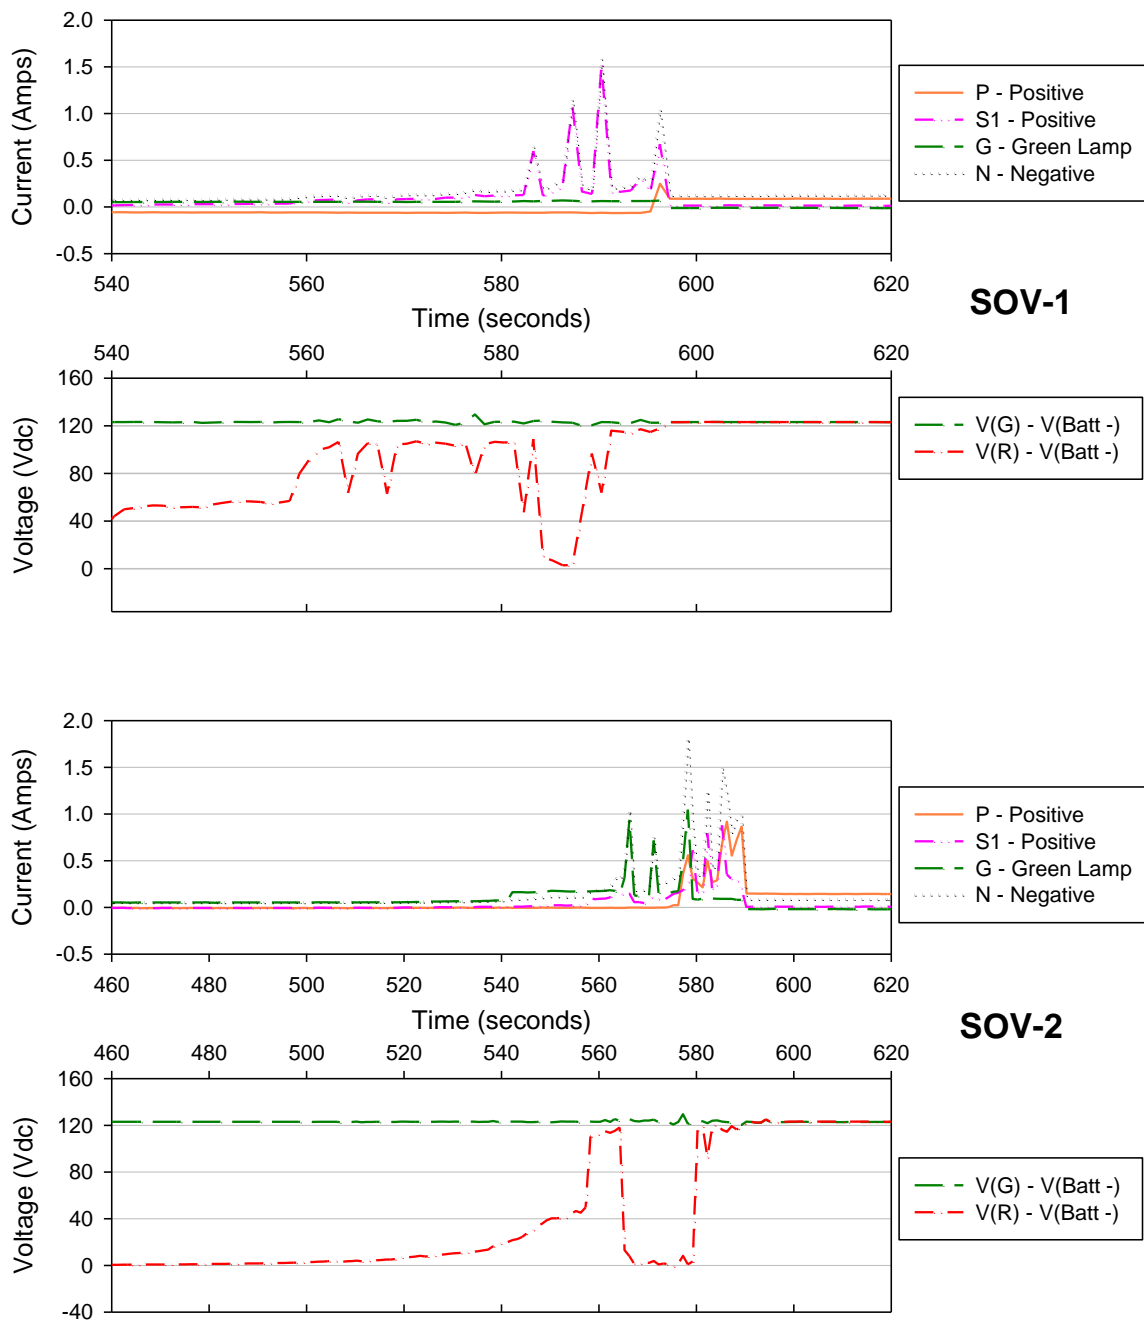 2.0
1.5
1.0
0.5
0.0
-0.5
Current (Amps)
540 560 580 600 620
Time (seconds)
P - Positive
S1 - Positive
G - Green Lamp
N - Negative
SOV-1
540 560 580 600 620
160
120
80
40
0
Voltage (Vdc)
V(G) - V(Batt -)
V(R) - V(Batt -)
2.0
1.5
1.0
0.5
0.0
-0.5
Current (Amps)
460 480 500 520 540 560 580 600 620
Time (seconds)
P - Positive
S1 - Positive
G - Green Lamp
N - Negative
SOV-2
460 480 500 520 540 560 580 600 620
160
120
80
40
0
-40
Voltage (Vdc)
V(G) - V(Batt -)
V(R) - V(Batt -)